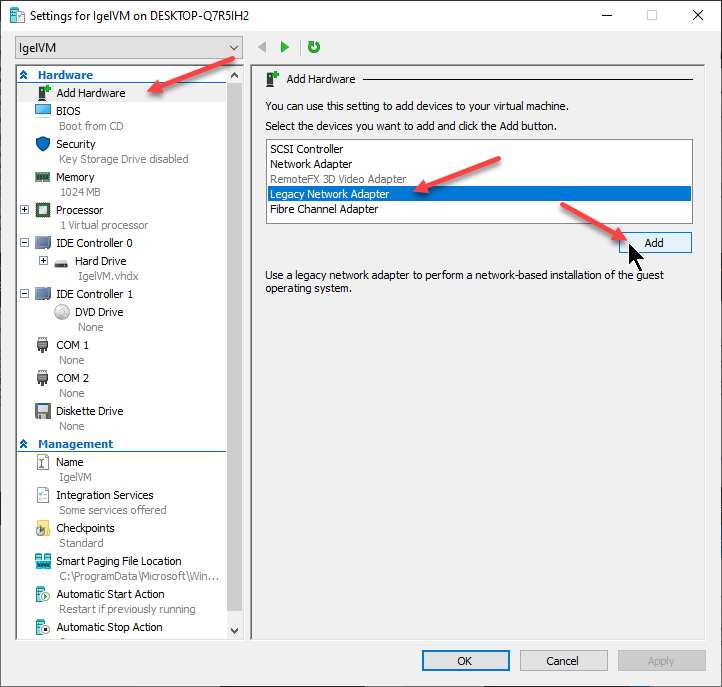 Settings for IgelVM on DESKTOP-Q7R5IH2
IgelVM
Hardware
Add Hardware
BIOS
Boot from CD
Security
Key Storage Drive disabled
Memory
1024 MB
Processor
1 Virtual processor
IDE Controller 0
Hard Drive
IgelVM.vhdx
IDE Controller 1
DVD Drive
None
COM 1
None
COM 2
None
Diskette Drive
None
Management
Name
IgelVM
Integration Services
Some services offered
Checkpoints
Standard
Smart Paging File Location
C:\ProgramData\Microsoft\Win...
Automatic Start Action
Restart if previously running
Automatic Stop Action
Add Hardware
You can use this setting to add devices to your virtual machine.
Select the devices you want to add and click the Add button.
SCSI Controller
Network Adapter
RemoteFX 3D Video Adapter
Legacy Network Adapter
Fibre Channel Adapter
Add
Use a legacy network adapter to perform a network-based installation of the guest
operating system.
OK
Cancel
Apply